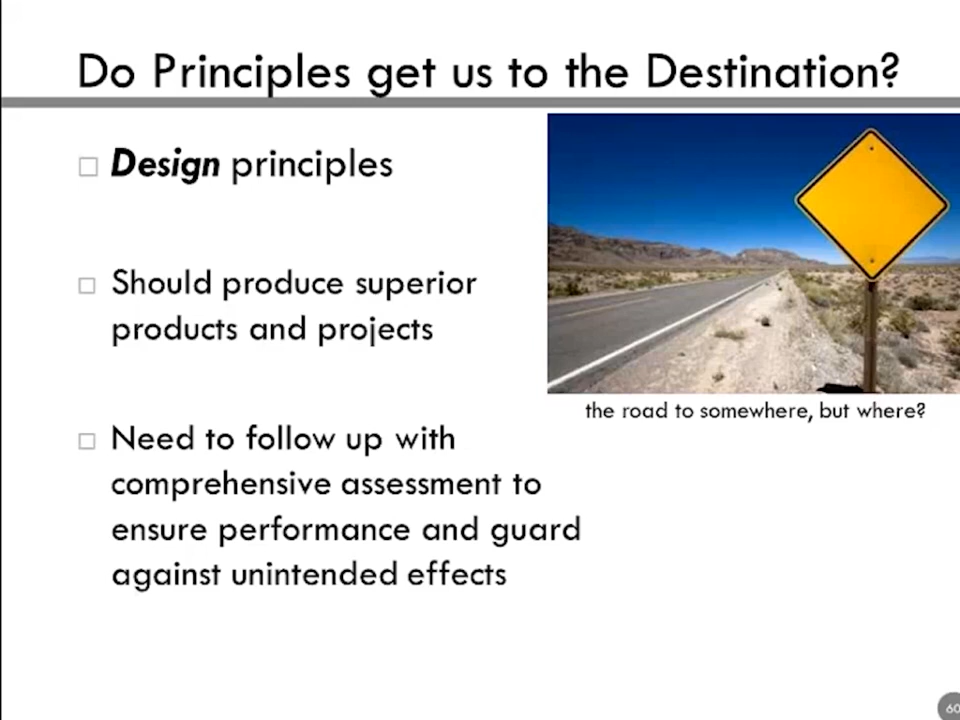 Do Principles get us to the Destination?
Design principles
Should produce superior
products and projects
the road to somewhere, but where?
Need to follow up with
comprehensive assessment to
ensure performance and guard
against unintended effects
60